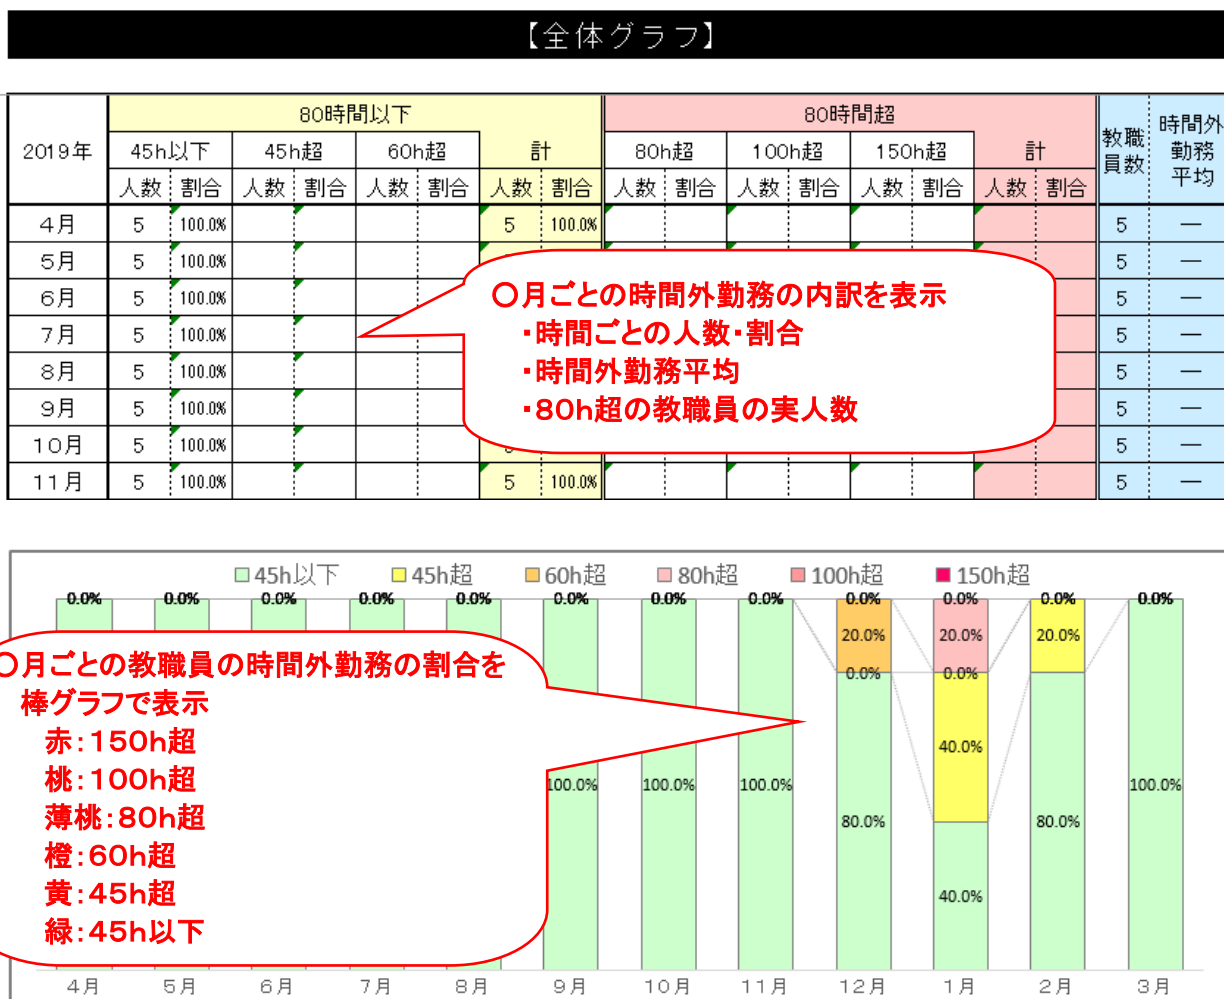 【全体グラフ】
80時間以下 80時間超
2019年 45h以下 45h超 60h超 計 80h超 100h超 150h超 計 教職員数 時間外勤務平均
人数 割合 人数 割合 人数 割合 人数 割合 人数 割合 人数 割合 人数 割合 人数 割合
4月 5 100.0% 5 100.0% 5 —
5月 5 100.0% 5 —
6月 5 100.0% 5 —
7月 5 100.0% 5 —
8月 5 100.0% 5 —
9月 5 100.0% 5 —
10月 5 100.0% 5 —
11月 5 100.0% 5 100.0% 5 —
〇月ごとの時間外勤務の内訳を表示
・時間ごとの人数・割合
・時間外勤務平均
・80h超の教職員の実人数
45h以下 45h超 60h超 80h超 100h超 150h超
0.0% 0.0% 0.0% 0.0% 0.0% 0.0% 0.0% 0.0% 0.0% 0.0% 0.0% 0.0%
20.0% 20.0% 20.0%
0.0% 0.0%
40.0%
100.0% 100.0% 100.0% 100.0%
80.0% 80.0%
40.0%
〇月ごとの教職員の時間外勤務の割合を
棒グラフで表示
赤:150h超
桃:100h超
薄桃:80h超
橙:60h超
黄:45h超
緑:45h以下
4月 5月 6月 7月 8月 9月 10月 11月 12月 1月 2月 3月